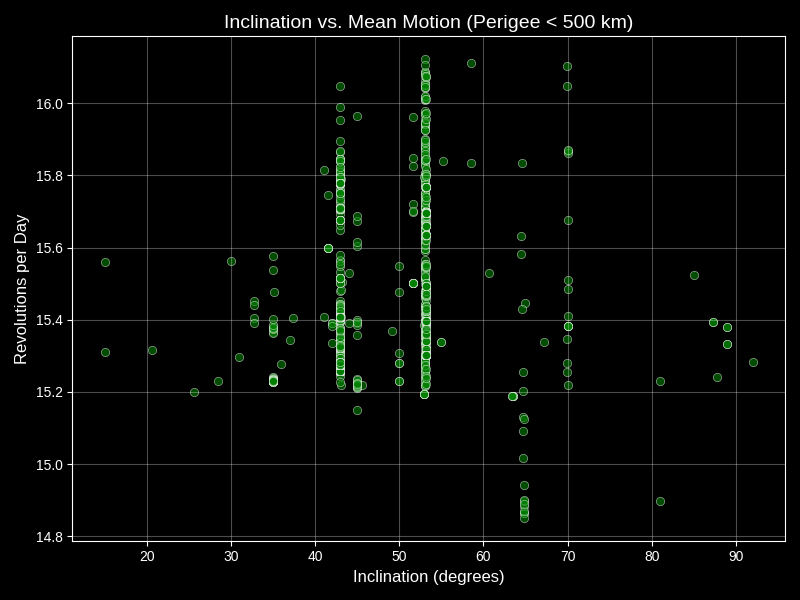 Inclination vs. Mean Motion (Perigee < 500 km)
Revolutions per Day
16.0
15.8
15.6
15.4
15.2
15.0
14.8
20 30 40 50 60 70 80 90
Inclination (degrees)